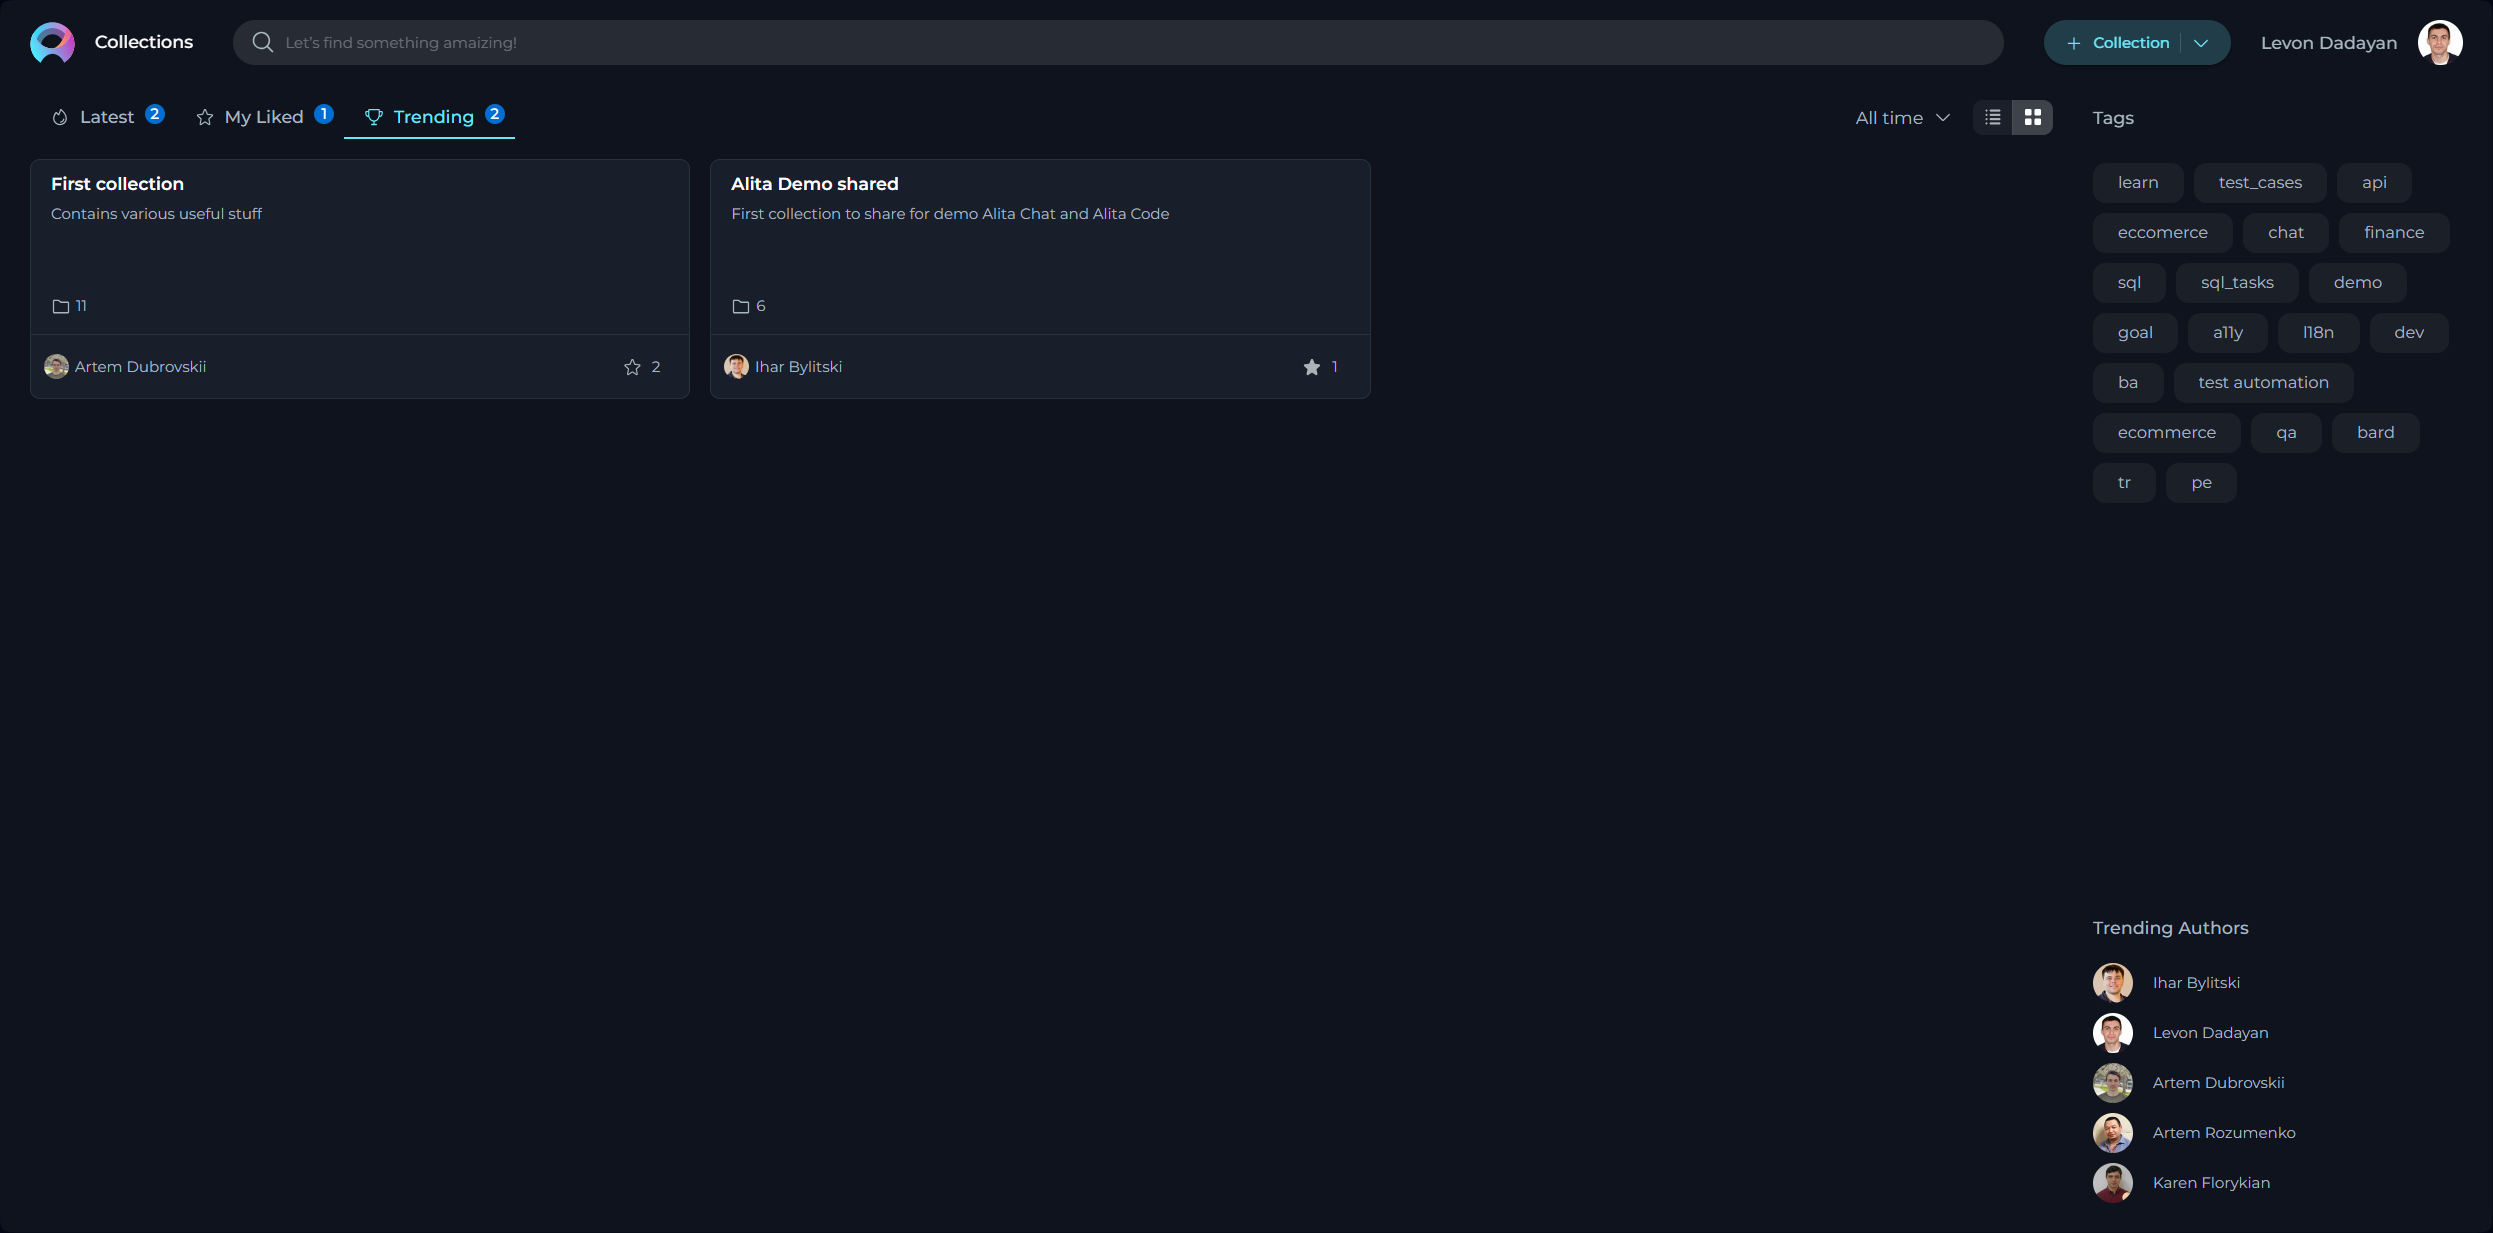 Collections
Let's find something amaizing!
+ Collection
Levon Dadayan
Latest 2
My Liked 1
Trending 2
All time
First collection
Contains various useful stuff
11
Artem Dubrovskii
2
Alita Demo shared
First collection to share for demo Alita Chat and Alita Code
6
Ihar Bylitski
1
Tags
learn test_cases api
eccomerce chat finance
sql sql_tasks demo
goal a11y l18n dev
ba test automation
ecommerce qa bard
tr pe
Trending Authors
Ihar Bylitski
Levon Dadayan
Artem Dubrovskii
Artem Rozumenko
Karen Florykian